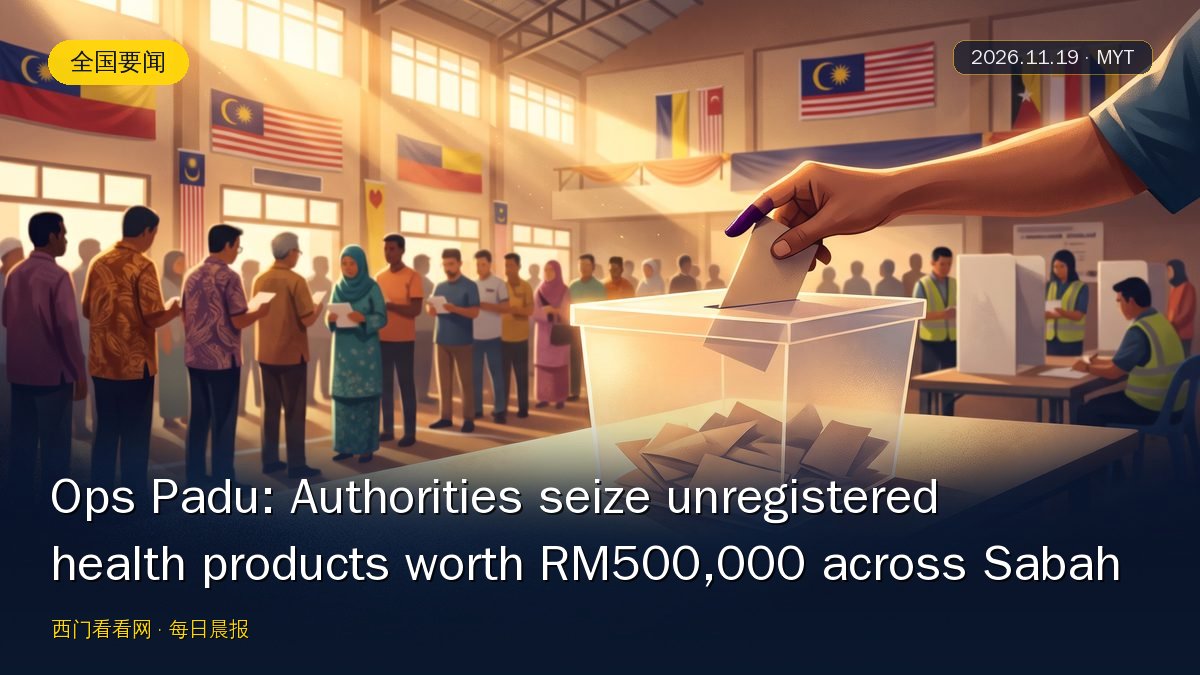 全国要闻
2026.11.19 · MYT
Ops Padu: Authorities seize unregistered
health products worth RM500,000 across Sabah
西门看看网 · 每日晨报